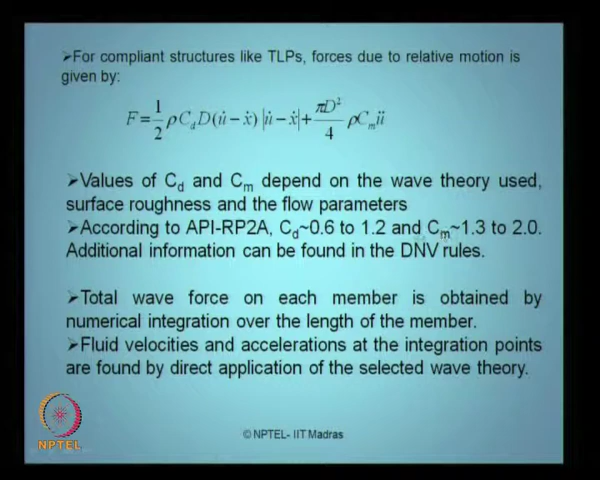 ➢For compliant structures like TLPs, forces due to relative motion is
given by:
F = 1/2 ρ C_d D(u̇ − ẋ) |u̇ − ẋ| + πD²/4 ρC_m ü
➢Values of C_d and C_m depend on the wave theory used,
surface roughness and the flow parameters
➢According to API-RP2A, C_d~0.6 to 1.2 and C_m~1.3 to 2.0.
Additional information can be found in the DNV rules.
➢Total wave force on each member is obtained by
numerical integration over the length of the member.
➢Fluid velocities and accelerations at the integration points
are found by direct application of the selected wave theory.
NPTEL
© NPTEL- IIT Madras